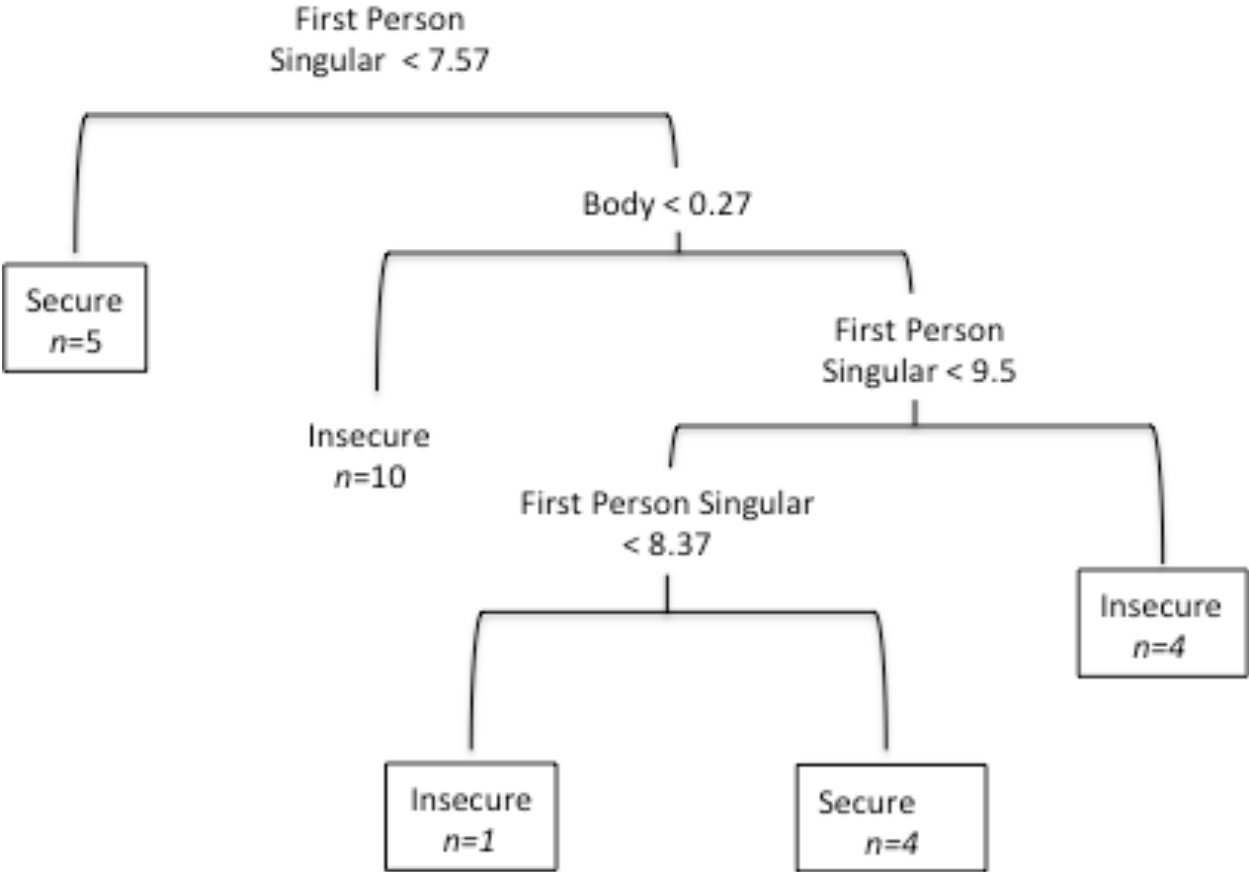 First Person
Singular < 7.57
Body < 0.27
Secure
n=5
First Person
Singular < 9.5
Insecure
n=10
First Person Singular
< 8.37
Insecure
n=4
Insecure
n=1
Secure
n=4